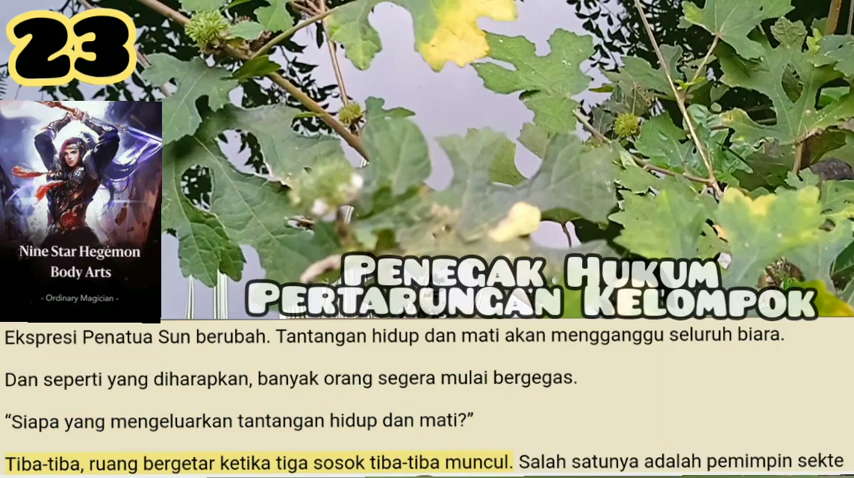 23
Nine Star Hegemon
Body Arts
- Ordinary Magician -
Penegak Hukum
Pertarungan Kelompok
Ekspresi Penatua Sun berubah. Tantangan hidup dan mati akan mengganggu seluruh biara.
Dan seperti yang diharapkan, banyak orang segera mulai bergegas.
“Siapa yang mengeluarkan tantangan hidup dan mati?”
Tiba-tiba, ruang bergetar ketika tiga sosok tiba-tiba muncul. Salah satunya adalah pemimpin sekte